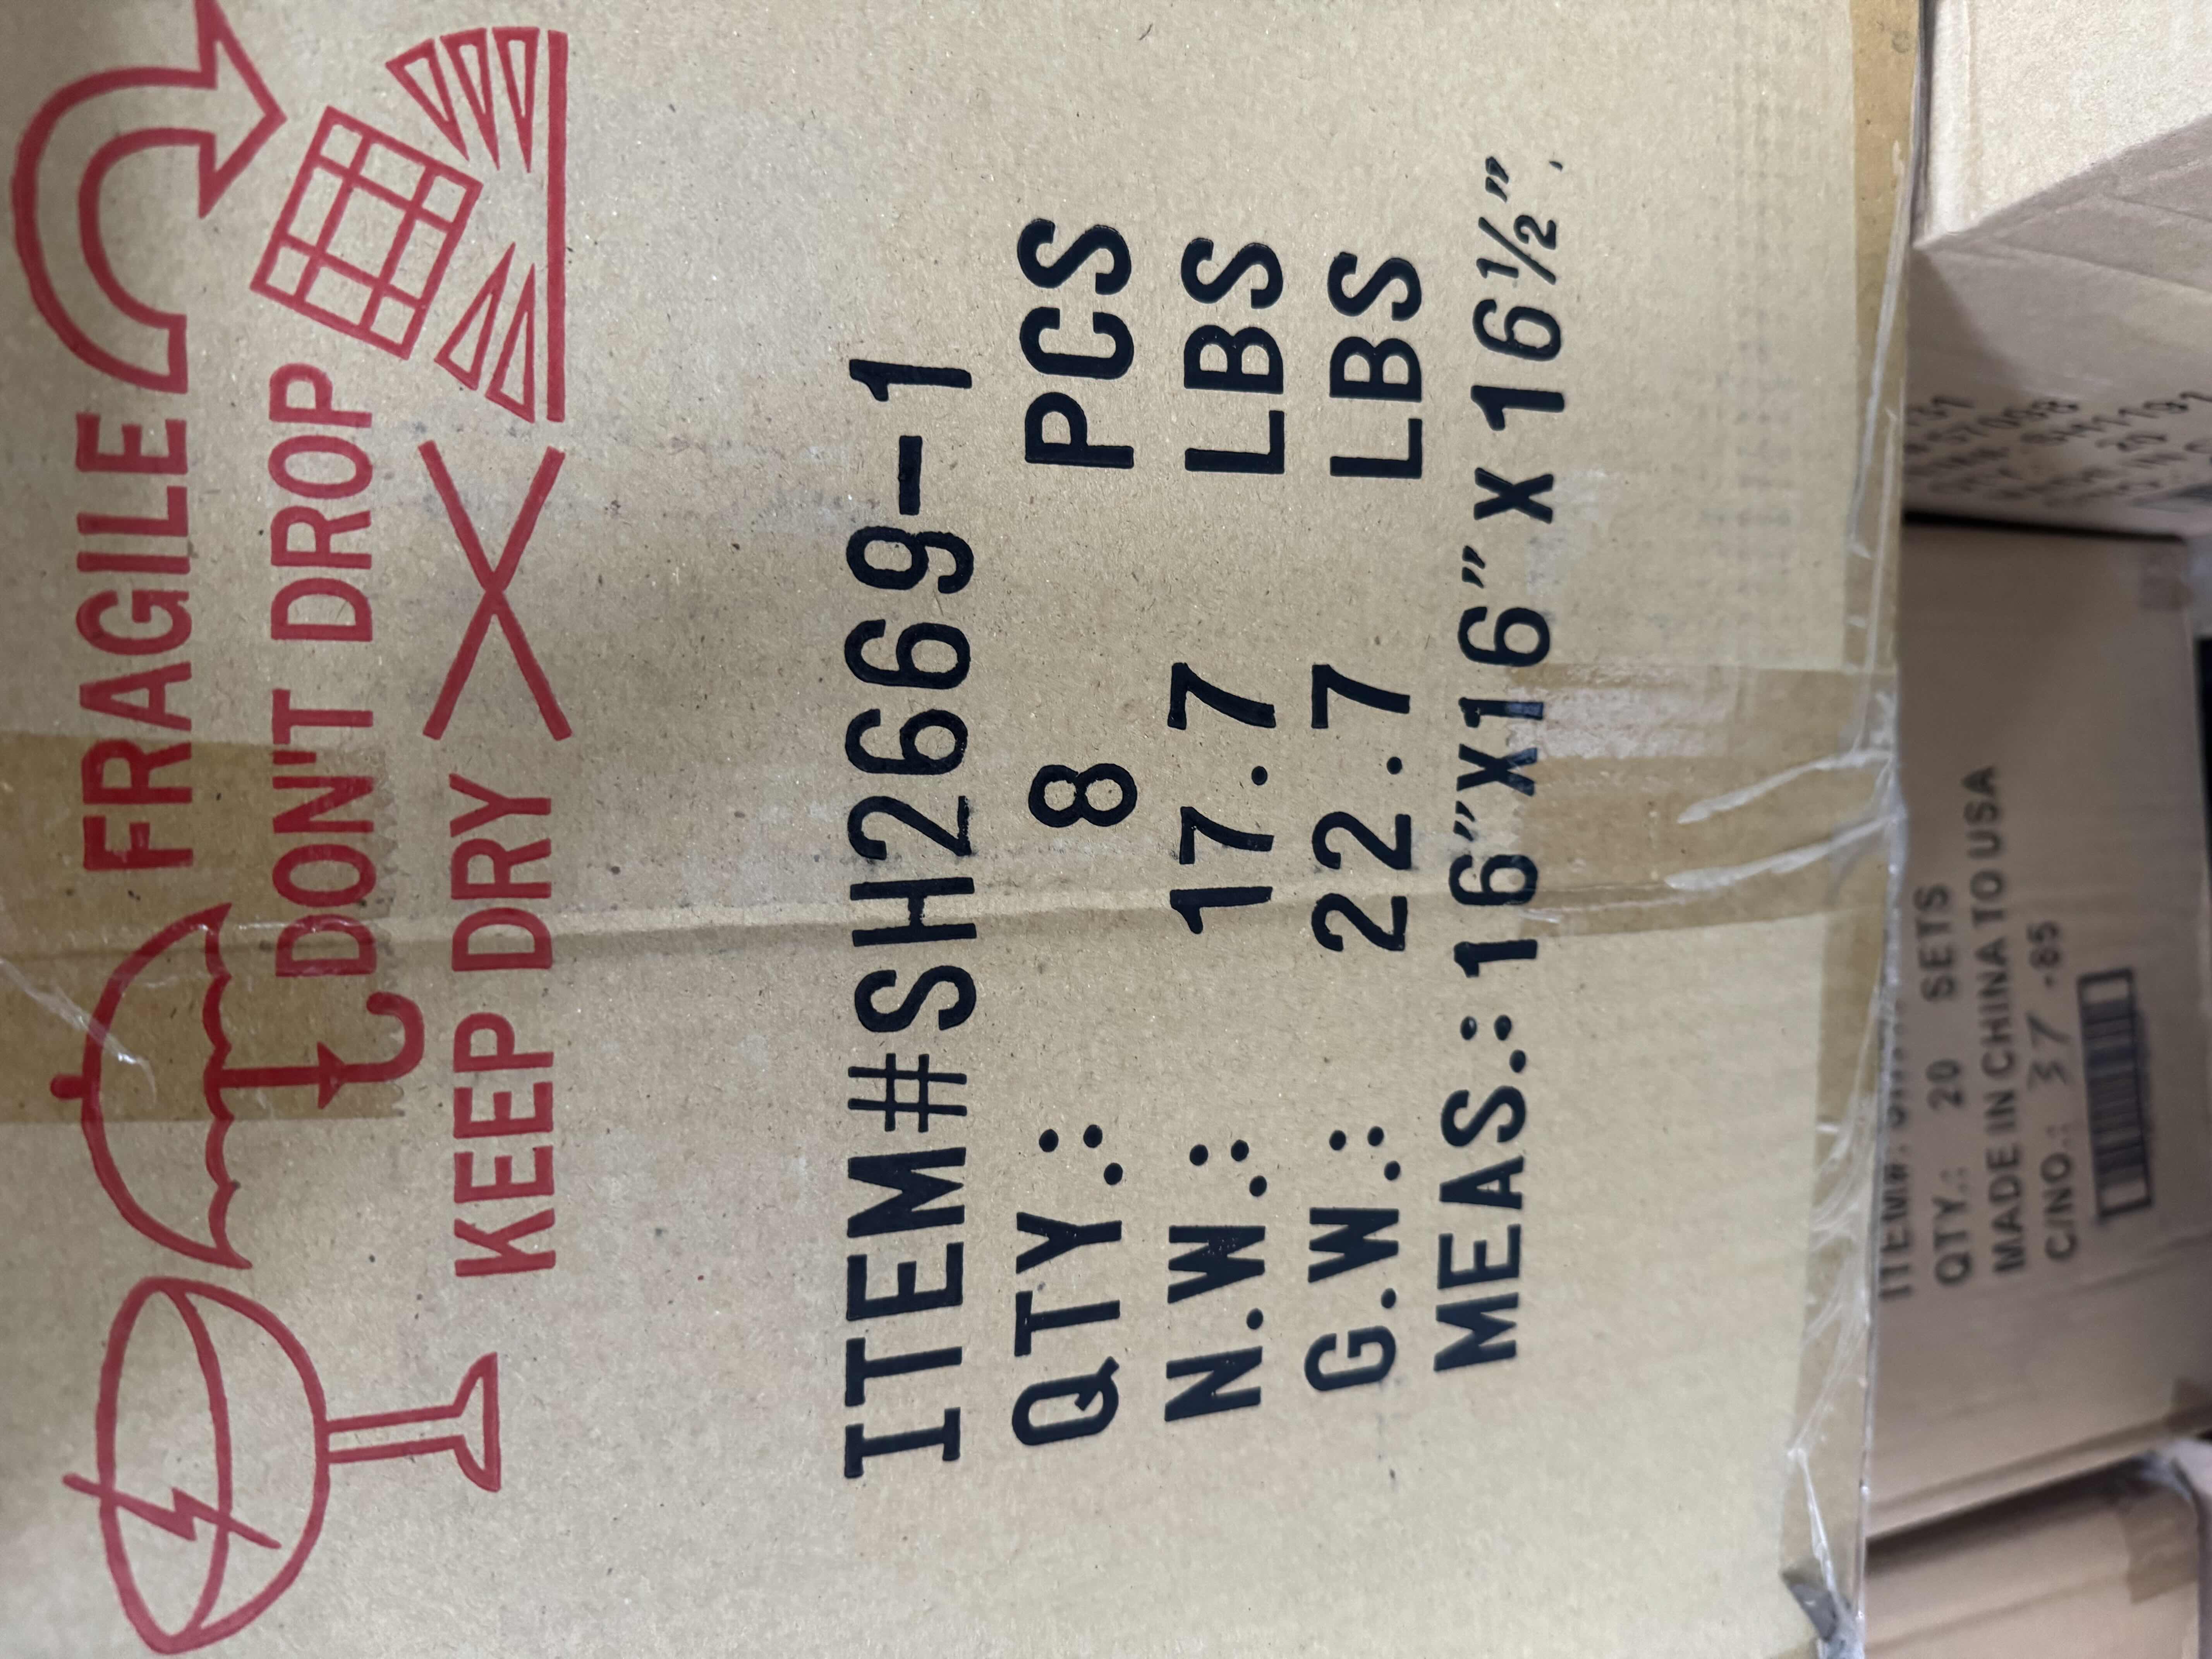 FRAGILE
DON'T DROP
KEEP DRY
ITEM#SH2669-1
QTY.: 8 PCS
N.W.: 17.7 LBS
G.W.: 22.7 LBS
MEAS.: 16"X16"X16½"
QTY.: 20 SETS
MADE IN CHINA TO USA
C/NO.: 37 -85